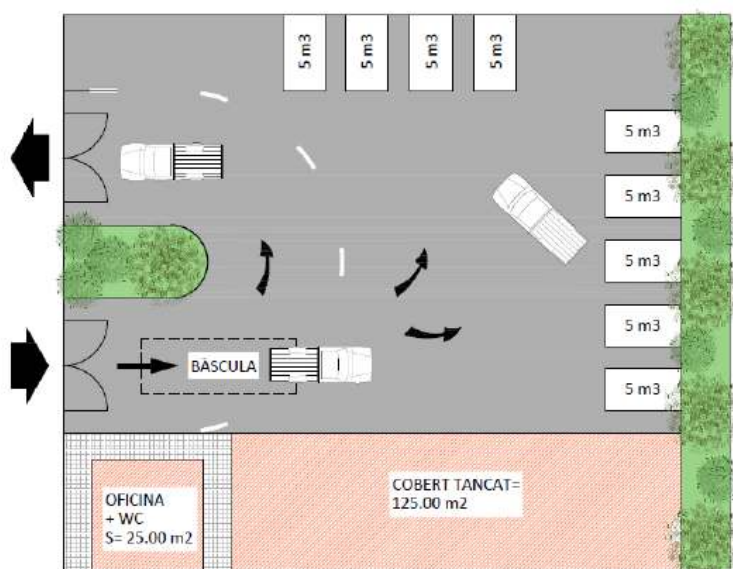 5 m3
5 m3
5 m3
5 m3
5 m3
5 m3
5 m3
5 m3
5 m3
BÀSCULA
OFICINA
+ WC
S= 25.00 m2
COBERT TANCAT=
125.00 m2